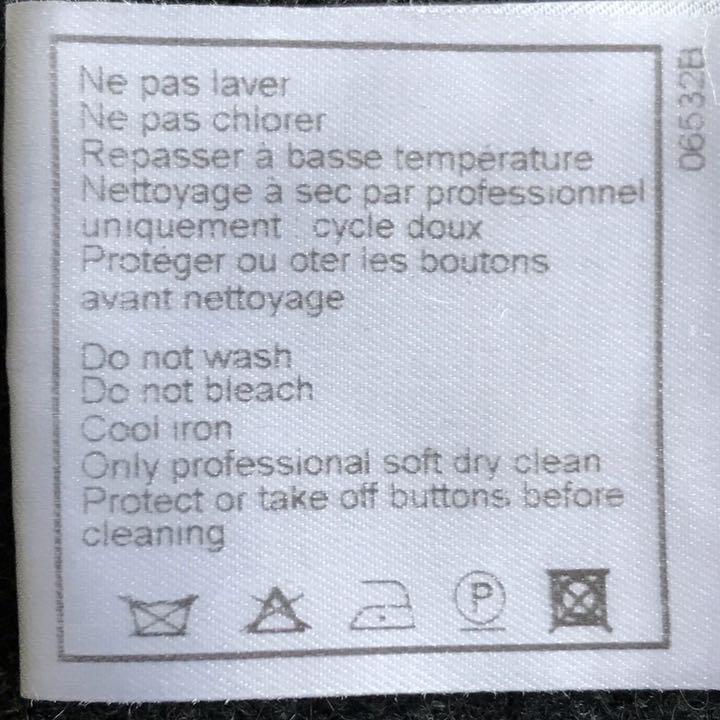 Ne pas laver
Ne pas chlorer
Repasser à basse température
Nettoyage à sec par professionnel
uniquement : cycle doux
Protéger ou oter les boutons
avant nettoyage
Do not wash
Do not bleach
Cool iron
Only professional soft dry clean
Protect or take off buttons before
cleaning
P
06532B